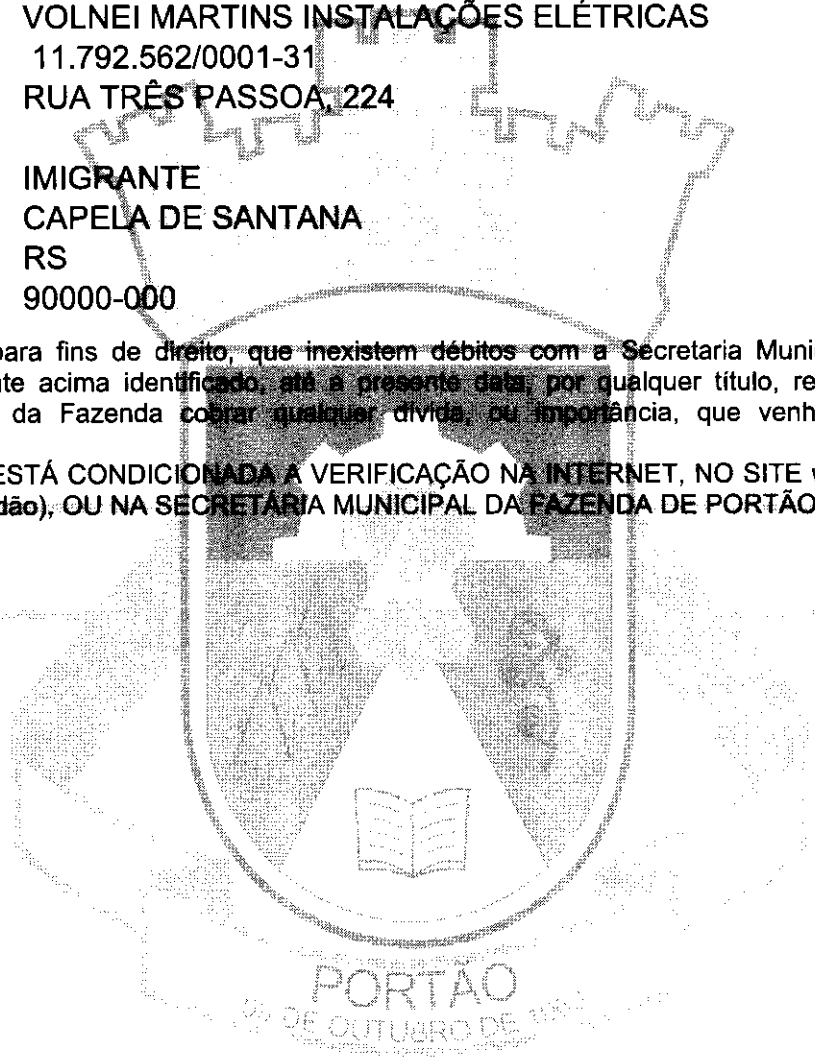 VOLNEI MARTINS INSTALAÇÕES ELÉTRICAS
11.792.562/0001-31
RUA TRÊS PASSOA, 224
IMIGRANTE
CAPELA DE SANTANA
RS
90000-000
para fins de direito, que inexistem débitos com a Secretaria Muni
te acima identificado, até a presente data, por qualquer título, re
da Fazenda cobrar qualquer dívida, ou importância, que venh
ESTÁ CONDICIONADA A VERIFICAÇÃO NA INTERNET, NO SITE
dão), OU NA SECRETÁRIA MUNICIPAL DA FAZENDA DE PORTÃO
PORTÃO
DE OUTUBRO DE